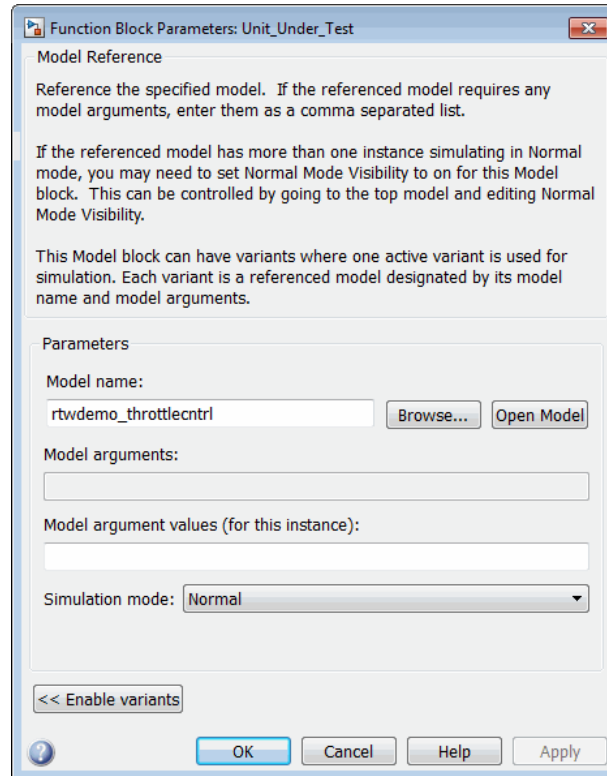 Function Block Parameters: Unit_Under_Test
Model Reference
Reference the specified model.  If the referenced model requires any
model arguments, enter them as a comma separated list.
If the referenced model has more than one instance simulating in Normal
mode, you may need to set Normal Mode Visibility to on for this Model
block.  This can be controlled by going to the top model and editing Normal
Mode Visibility.
This Model block can have variants where one active variant is used for
simulation. Each variant is a referenced model designated by its model
name and model arguments.
Parameters
Model name:
rtwdemo_throttlecntrl Browse... Open Model
Model arguments:
Model argument values (for this instance):
Simulation mode: Normal
<< Enable variants
? OK Cancel Help Apply